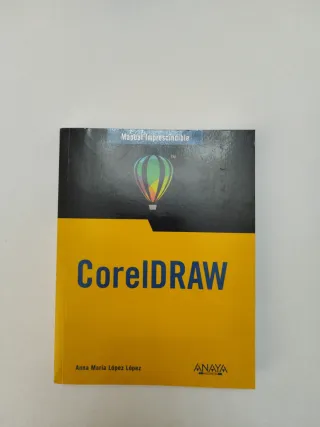 Manual Imprescindible
CorelDRAW
Anna María López López
ANAYA